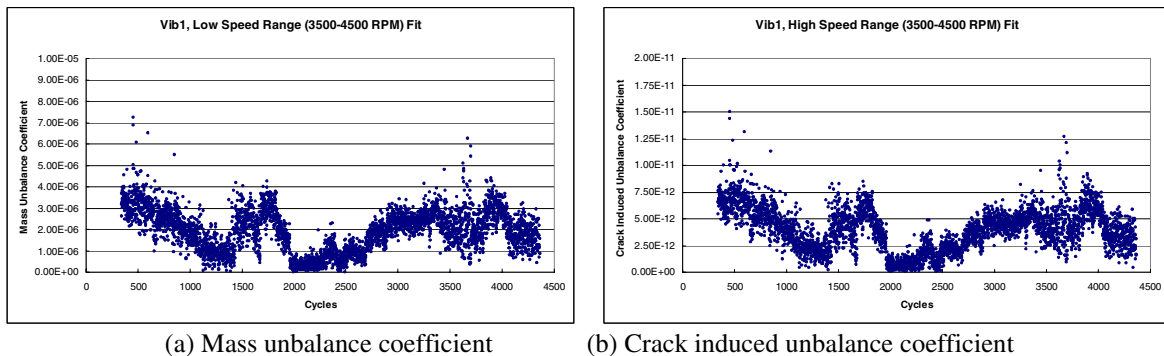 Vib1, Low Speed Range (3500-4500 RPM) Fit
Mass Unbalance Coefficient
1.00E-05
9.00E-06
8.00E-06
7.00E-06
6.00E-06
5.00E-06
4.00E-06
3.00E-06
2.00E-06
1.00E-06
0.00E+00
0 500 1000 1500 2000 2500 3000 3500 4000 4500
Cycles
(a) Mass unbalance coefficient
Vib1, High Speed Range (3500-4500 RPM) Fit
Crack Induced Unbalance Coefficient
2.00E-11
1.75E-11
1.50E-11
1.25E-11
1.00E-11
7.50E-12
5.00E-12
2.50E-12
0.00E+00
0 500 1000 1500 2000 2500 3000 3500 4000 4500
Cycles
(b) Crack induced unbalance coefficient